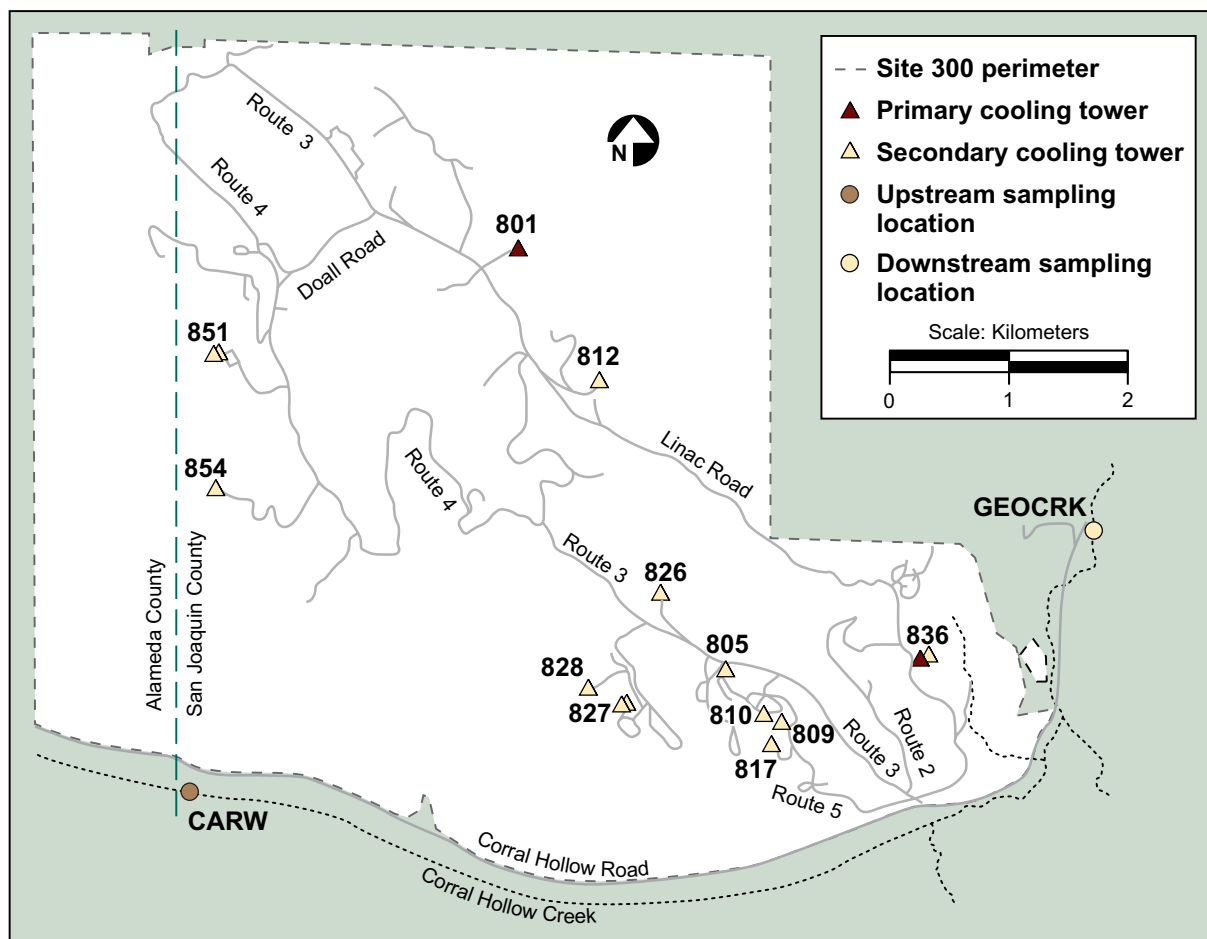 Site 300 perimeter
Primary cooling tower
Secondary cooling tower
Upstream sampling
location
Downstream sampling
location
Scale: Kilometers
0 1 2
N
Route 3
Route 4
Doall Road
801
851
812
854
Route 4
Linac Road
GEOCRK
Route 3
826
Alameda County
San Joaquin County
805
836
828
827
810
809
817
Route 3
Route 2
Route 5
CARW
Corral Hollow Road
Corral Hollow Creek